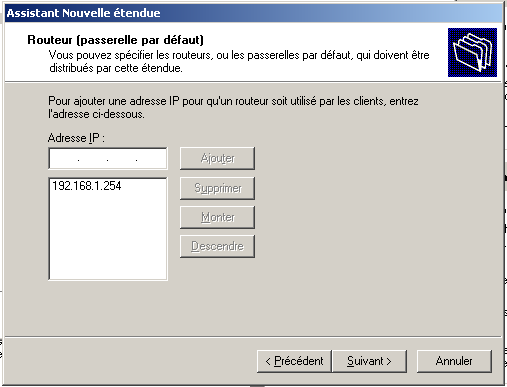 Assistant Nouvelle étendue
Routeur (passerelle par défaut)
Vous pouvez spécifier les routeurs, ou les passerelles par défaut, qui doivent être
distribués par cette étendue.
Pour ajouter une adresse IP pour qu'un routeur soit utilisé par les clients, entrez
l'adresse ci-dessous.
Adresse IP :
. . .
Ajouter
192.168.1.254
Supprimer
Monter
Descendre
< Précédent
Suivant >
Annuler